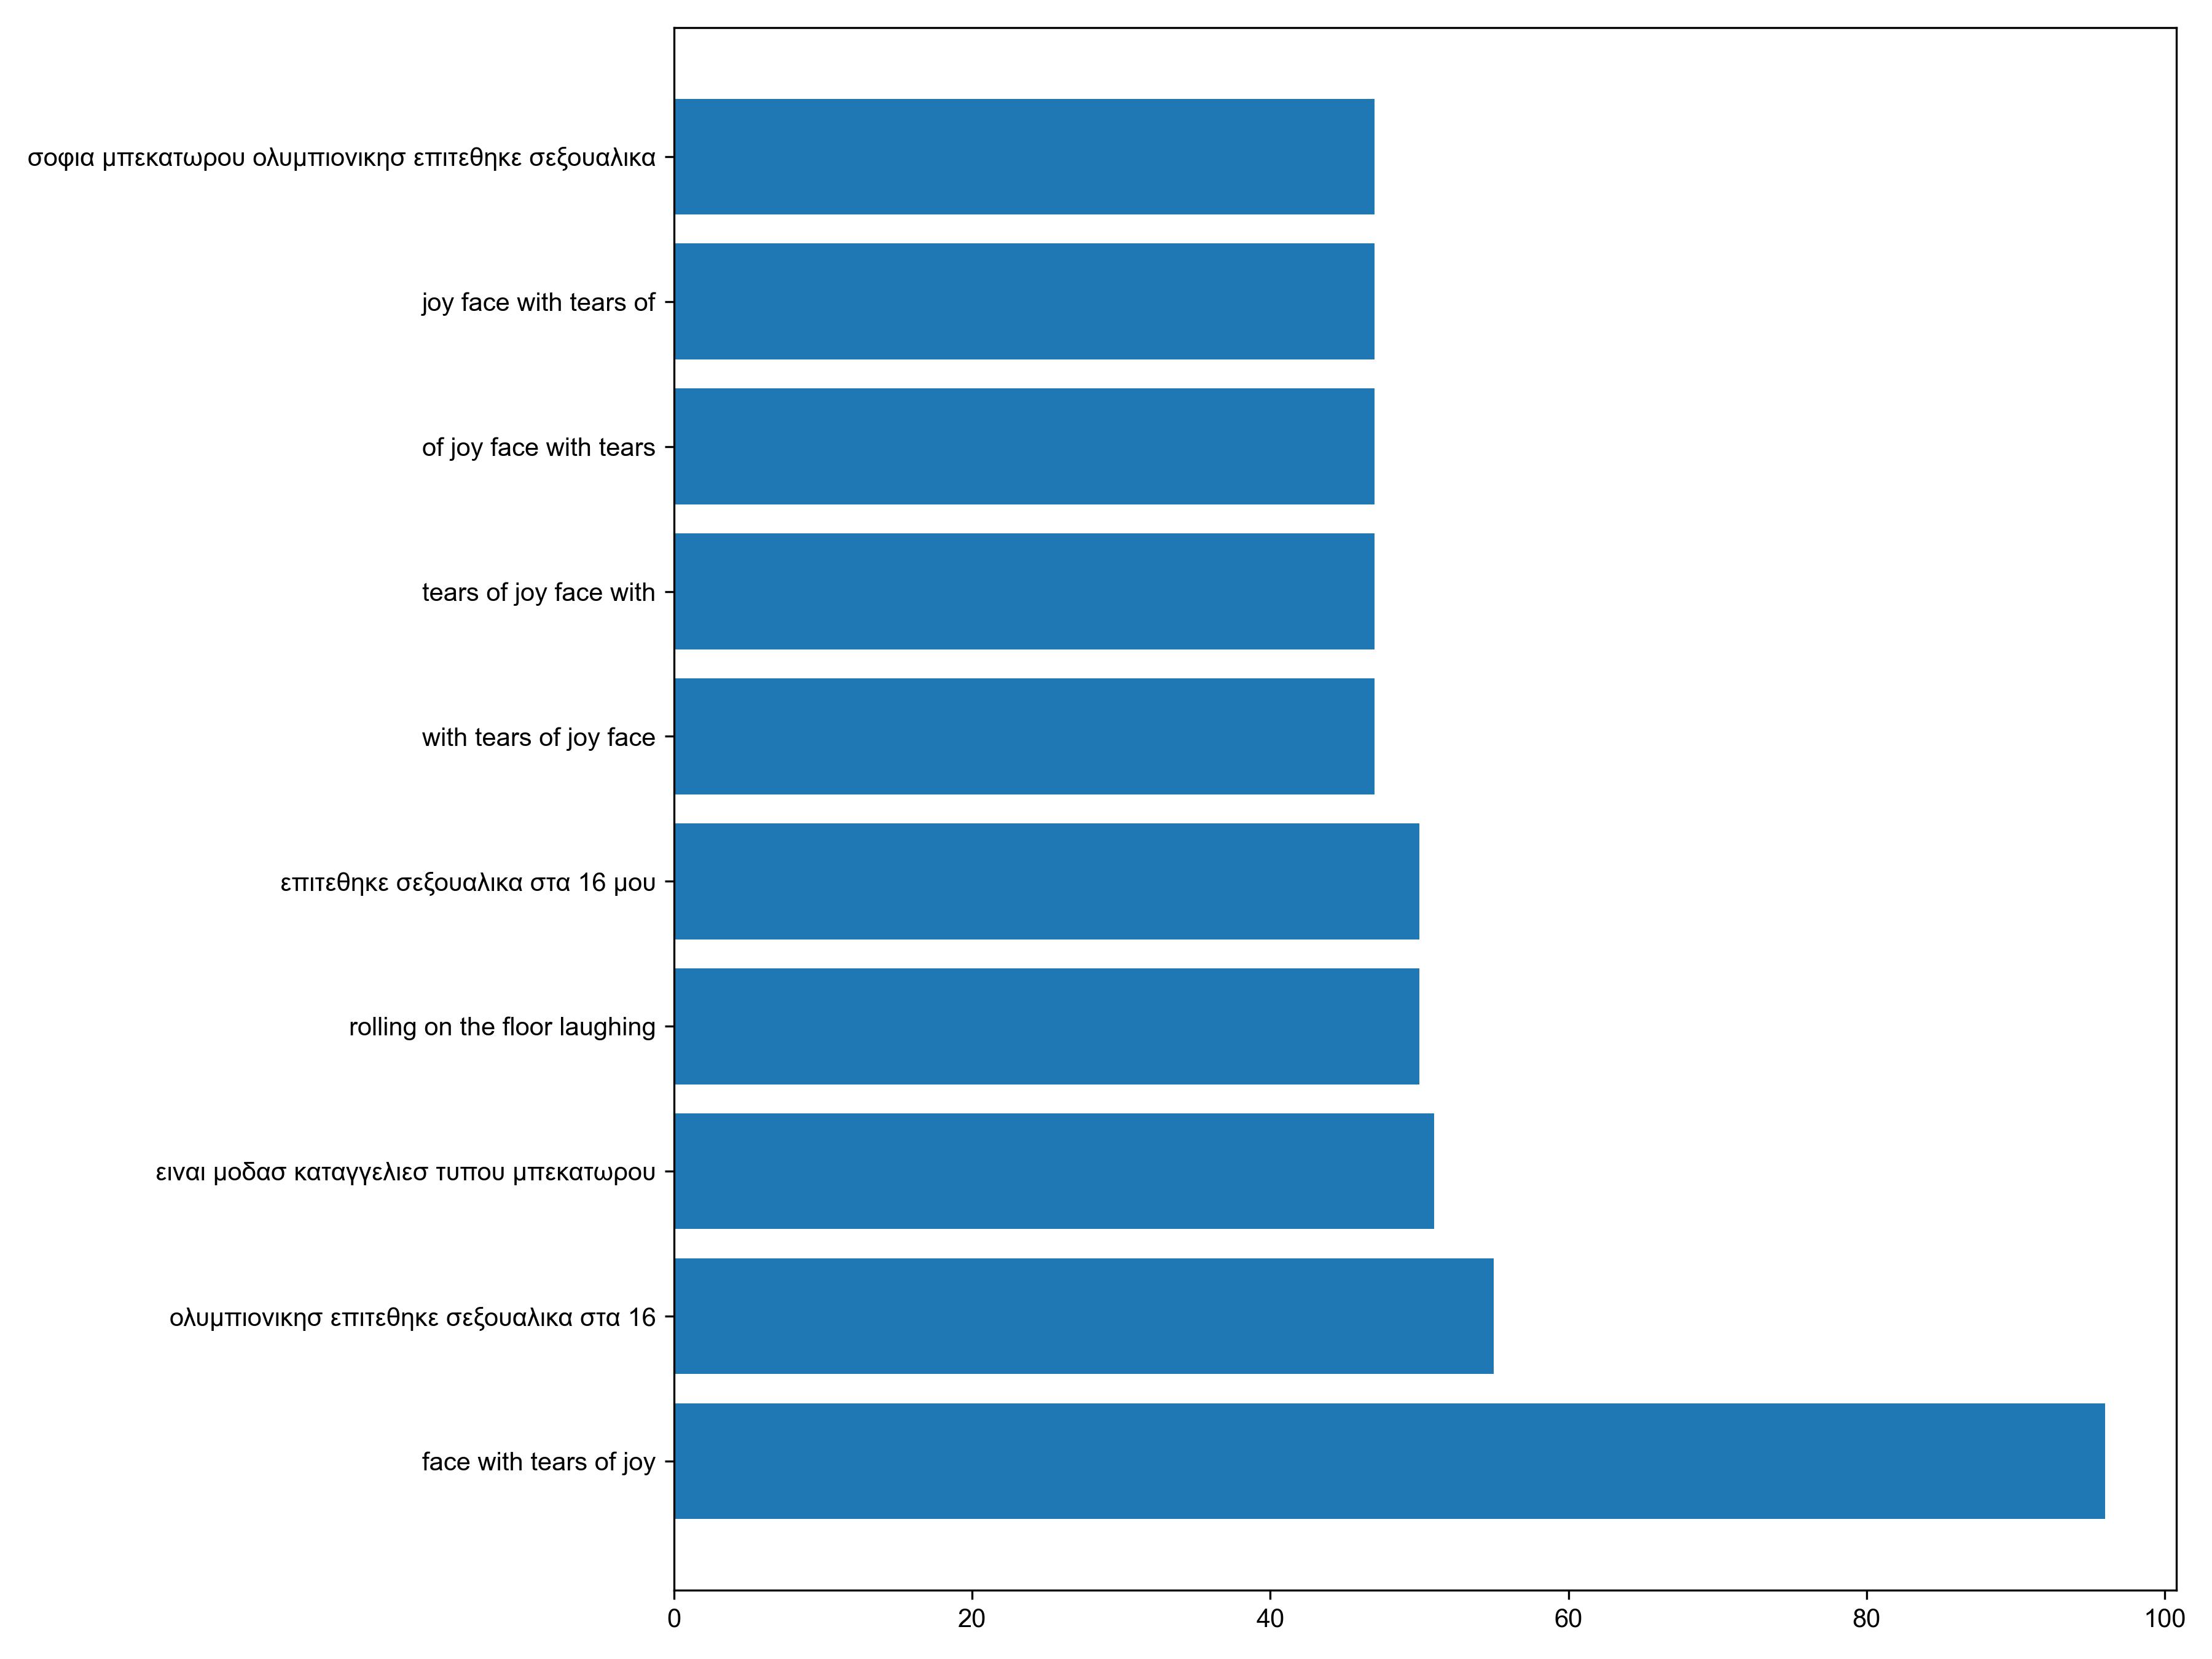 σοφια μπεκατωρου ολυμπιονικησ επιτεθηκε σεξουαλικα
joy face with tears of
of joy face with tears
tears of joy face with
with tears of joy face
επιτεθηκε σεξουαλικα στα 16 μου
rolling on the floor laughing
ειναι μοδασ καταγγελιεσ τυπου μπεκατωρου
ολυμπιονικησ επιτεθηκε σεξουαλικα στα 16
face with tears of joy
0 20 40 60 80 100